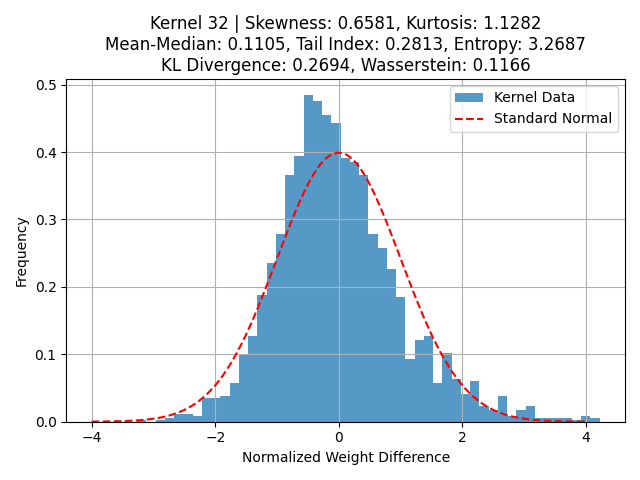 Kernel 32 | Skewness: 0.6581, Kurtosis: 1.1282
Mean-Median: 0.1105, Tail Index: 0.2813, Entropy: 3.2687
KL Divergence: 0.2694, Wasserstein: 0.1166
Kernel Data
Standard Normal
Frequency
0.5
0.4
0.3
0.2
0.1
0.0
−4
−2
0
2
4
Normalized Weight Difference